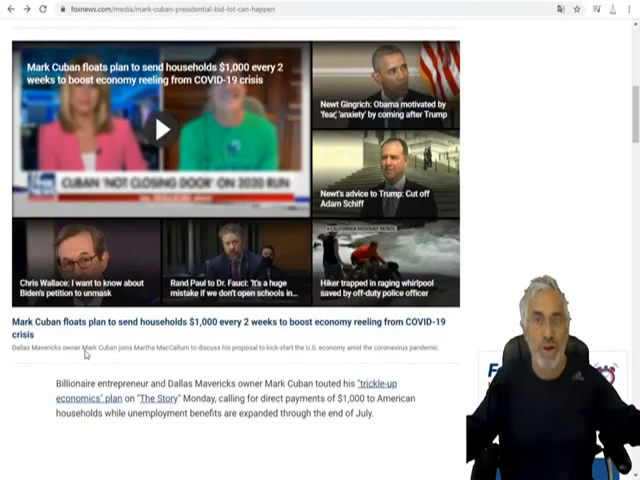 foxnews.com/media/mark-cuban-presidential-bid-lot-can-happen
Mark Cuban floats plan to send households $1,000 every 2
weeks to boost economy reeling from COVID-19 crisis
CUBAN 'NOT CLOSING DOOR' ON 2020 RUN
Newt Gingrich: Obama motivated by
'fear,' 'anxiety' by coming after Trump
Newt's advice to Trump: Cut off
Adam Schiff
Chris Wallace: I want to know about
Biden's petition to unmask
Rand Paul to Dr. Fauci: 'It's a huge
mistake if we don't open schools in...
CALIFORNIA HIGHWAY PATROL
Hiker trapped in raging whirlpool
saved by off-duty police officer
Mark Cuban floats plan to send households $1,000 every 2 weeks to boost economy reeling from COVID-19
crisis
Dallas Mavericks owner Mark Cuban joins Martha MacCallum to discuss his proposal to kick-start the U.S. economy amid the coronavirus pandemic.
Billionaire entrepreneur and Dallas Mavericks owner Mark Cuban touted his "trickle-up
economics" plan on "The Story" Monday, calling for direct payments of $1,000 to American
households while unemployment benefits are expanded through the end of July.